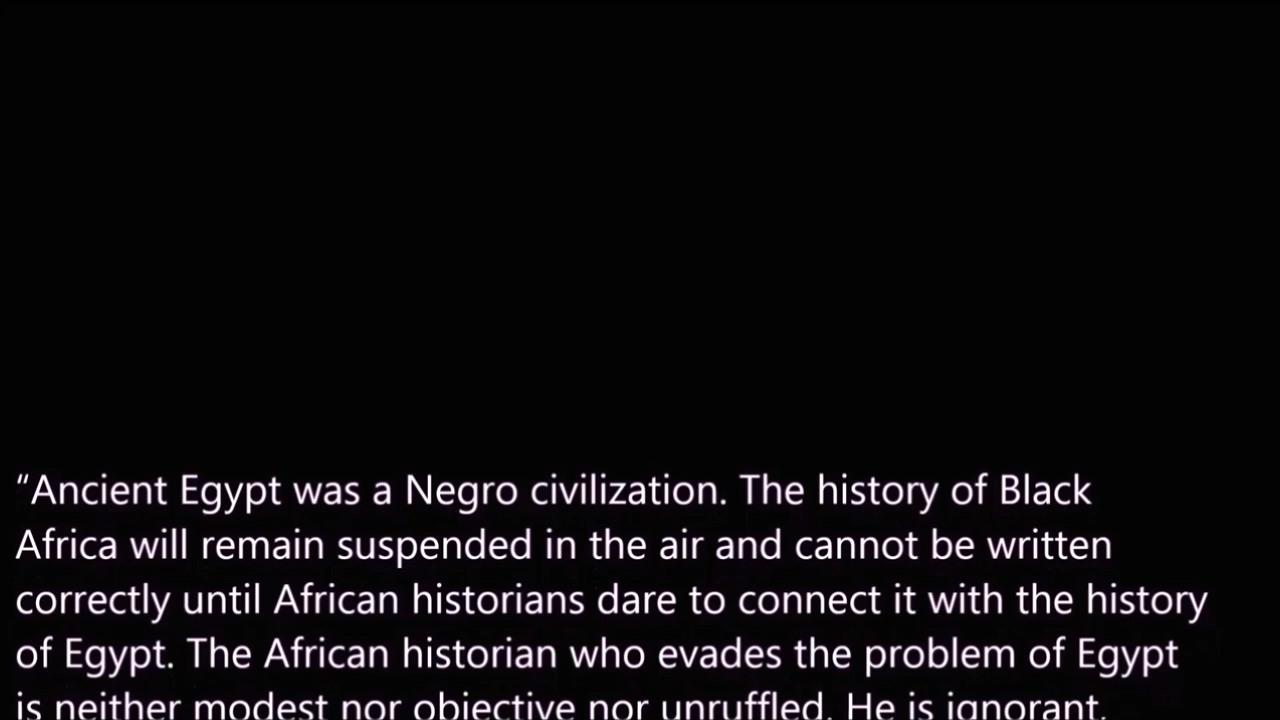 “Ancient Egypt was a Negro civilization. The history of Black
Africa will remain suspended in the air and cannot be written
correctly until African historians dare to connect it with the history
of Egypt. The African historian who evades the problem of Egypt
is neither modest nor objective nor unruffled. He is ignorant,